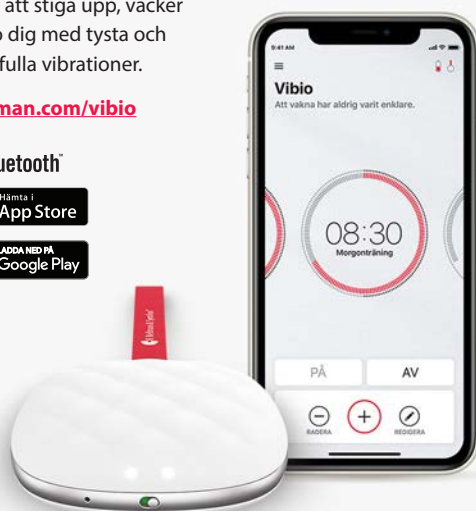 att stiga upp, väcker
dig med tysta och
fulla vibrationer.
man.com/vibio
uetooth™
Hämta i
App Store
LADDA NED PÅ
Google Play
9:41 AM
Vibio
Att vakna har aldrig varit enklare.
08:30
Morgonträning
PÅ
AV
RADERA
REDIGERA